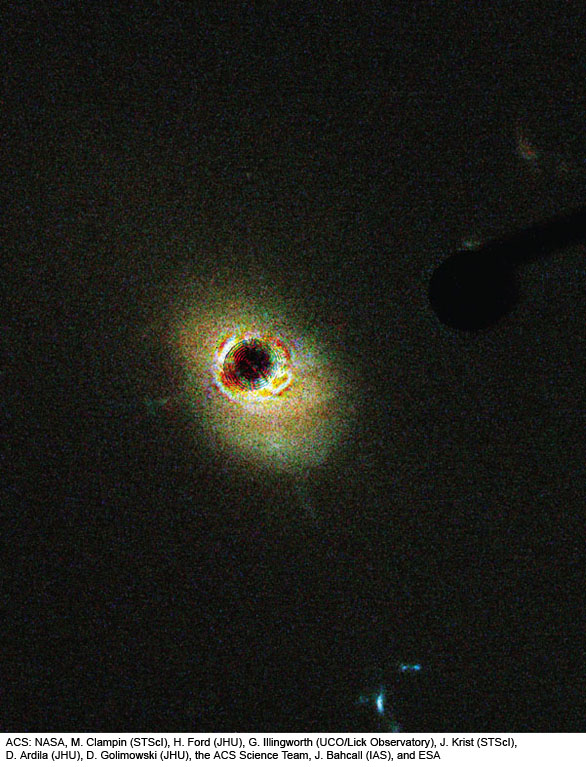 ACS: NASA, M. Clampin (STScI), H. Ford (JHU), G. Illingworth (UCO/Lick Observatory), J. Krist (STScI),
D. Ardila (JHU), D. Golimowski (JHU), the ACS Science Team, J. Bahcall (IAS), and ESA